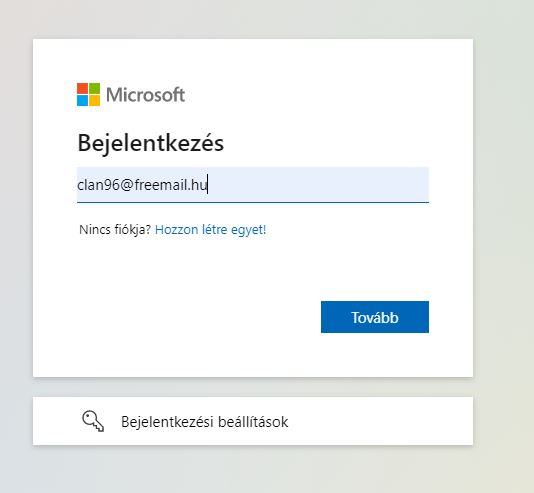 Microsoft
Bejelentkezés
clan96@freemail.hu
Nincs fiókja? Hozzon létre egyet!
Tovább
Bejelentkezési beállítások